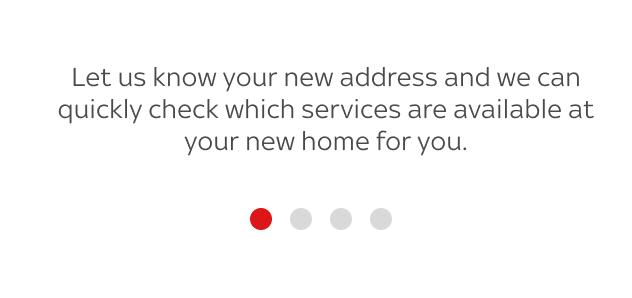 Let us know your new address and we can
quickly check which services are available at
your new home for you.